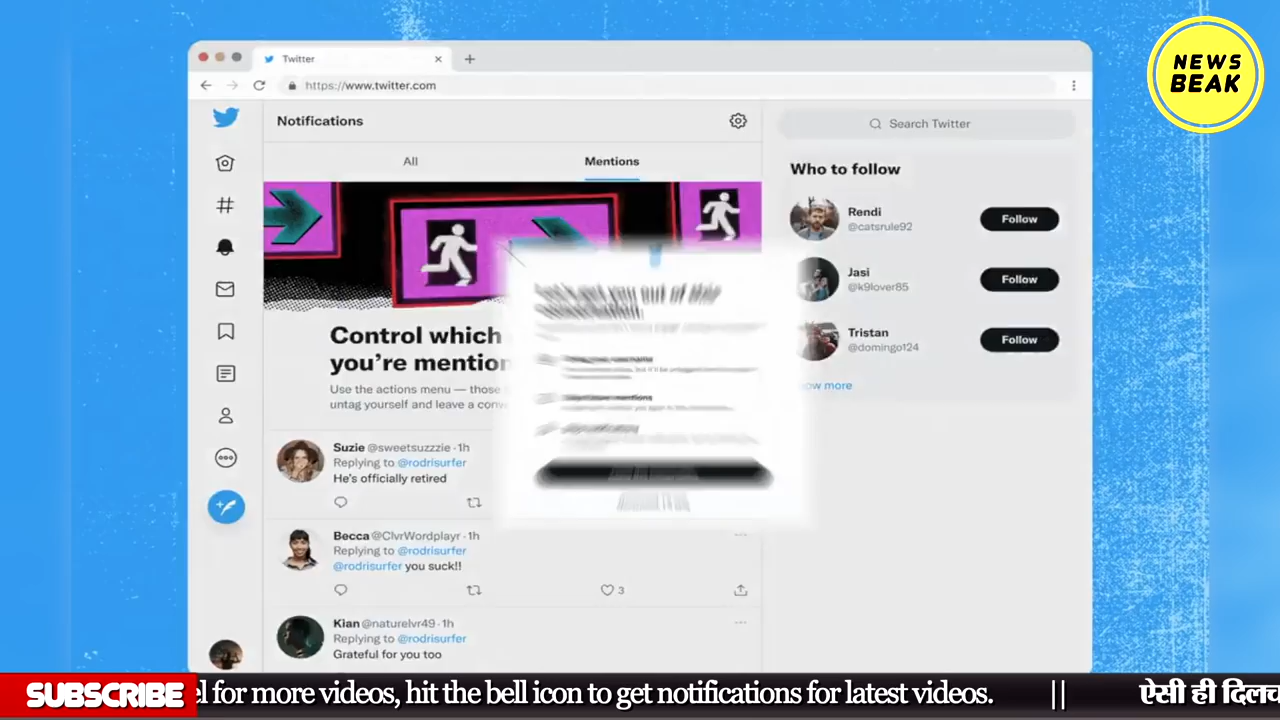 NEWS
BEAK
Twitter
https://www.twitter.com
Notifications
Search Twitter
All
Mentions
Who to follow
Rendi
@catsrule92
Follow
Jasi
@k9lover85
Follow
Tristan
@domingo124
Follow
more
Control which
you're mention
Use the actions menu — those
untag yourself and leave a conv
Suzie @sweetsuzzzie · 1h
Replying to @rodrisurfer
He's officially retired
Becca @ClvrWordplayr · 1h
Replying to @rodrisurfer
@rodrisurfer you suck!!
3
Kian @naturelvr49 · 1h
Replying to @rodrisurfer
Grateful for you too
SUBSCRIBE
el for more videos, hit the bell icon to get notifications for latest videos. || ऐसी ही दिलच